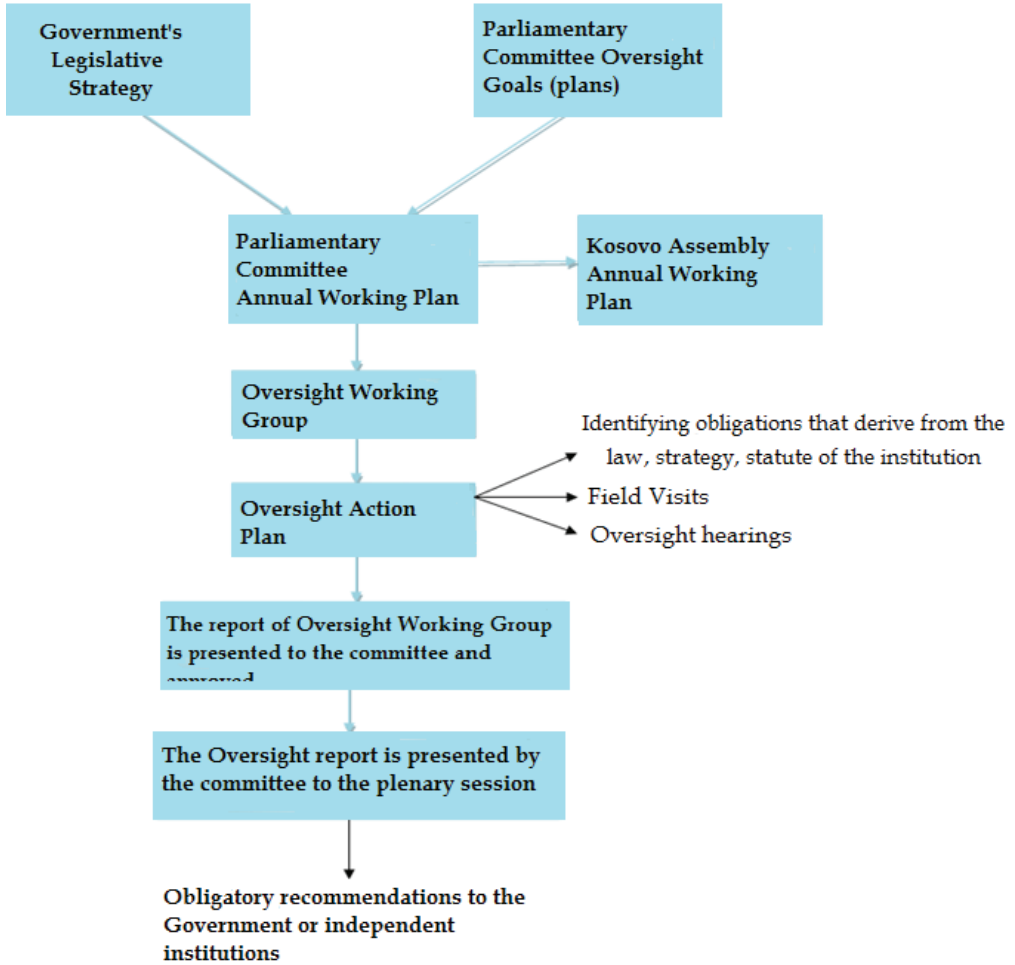 Government's
Legislative
Strategy
Parliamentary
Committee Oversight
Goals (plans)
Parliamentary
Committee
Annual Working Plan
Kosovo Assembly
Annual Working
Plan
Oversight Working
Group
Oversight Action
Plan
Identifying obligations that derive from the
law, strategy, statute of the institution
Field Visits
Oversight hearings
The report of Oversight Working Group
is presented to the committee and
approved
The Oversight report is presented by
the committee to the plenary session
Obligatory recommendations to the
Government or independent
institutions